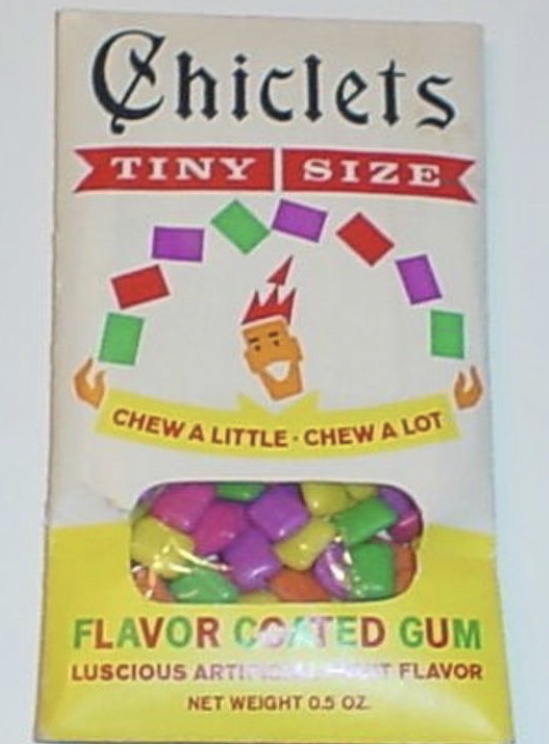 Chiclets
TINY SIZE
CHEW A LITTLE · CHEW A LOT
FLAVOR COATED GUM
LUSCIOUS FLAVOR
NET WEIGHT 0.5 OZ.